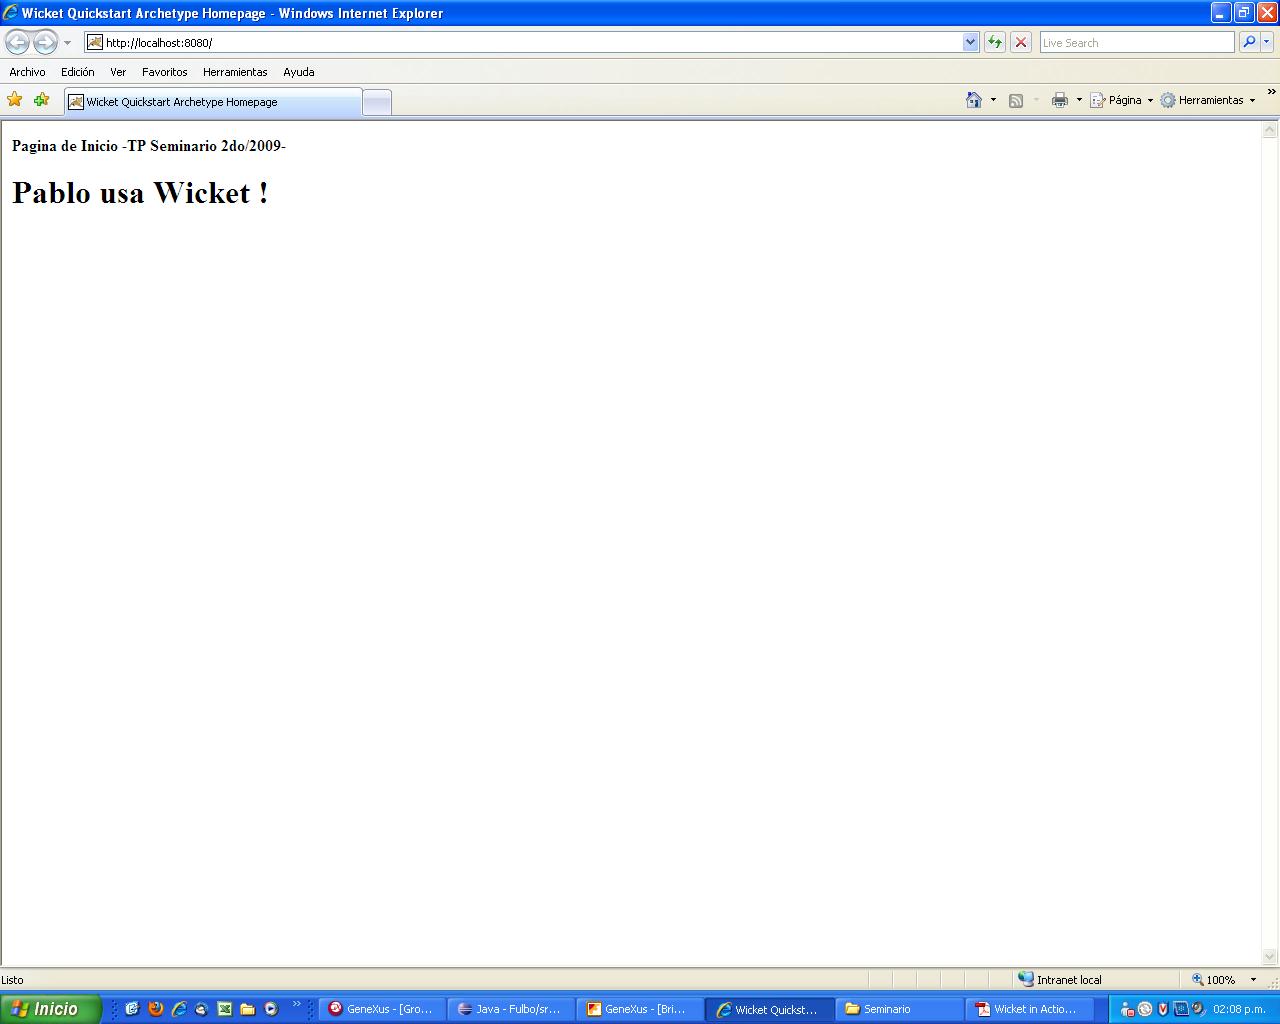 Wicket Quickstart Archetype Homepage - Windows Internet Explorer
http://localhost:8080/
Live Search
Archivo Edición Ver Favoritos Herramientas Ayuda
Wicket Quickstart Archetype Homepage
Página Herramientas »
Pagina de Inicio -TP Seminario 2do/2009-
Pablo usa Wicket !
Listo
Intranet local
100%
Inicio » GeneXus - [Gro... Java - Fulbo/sr... GeneXus - [Bri... Wicket Quickst... Seminario Wicket in Actio... 02:08 p.m.